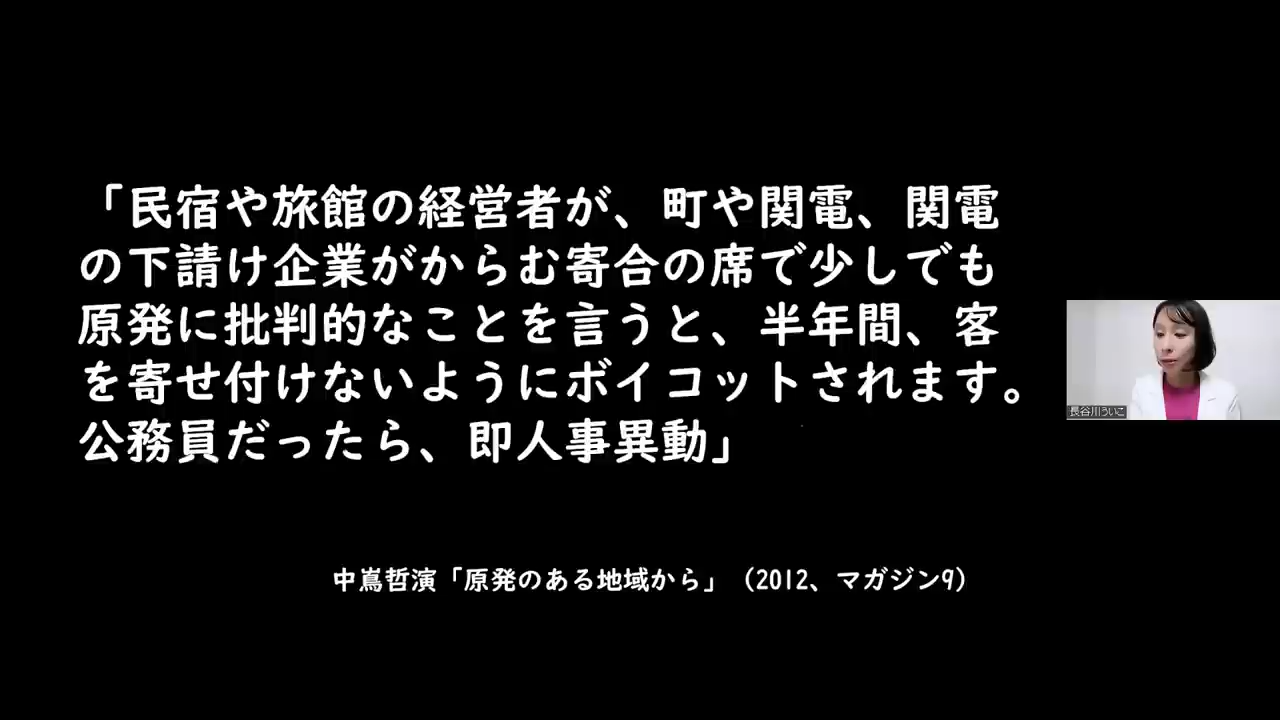 「民宿や旅館の経営者が、町や関電、関電
の下請け企業がからむ寄合の席で少しでも
原発に批判的なことを言うと、半年間、客
を寄せ付けないようにボイコットされます。
公務員だったら、即人事異動」
長谷川ういこ
中嶌哲演「原発のある地域から」（2012、マガジン9）